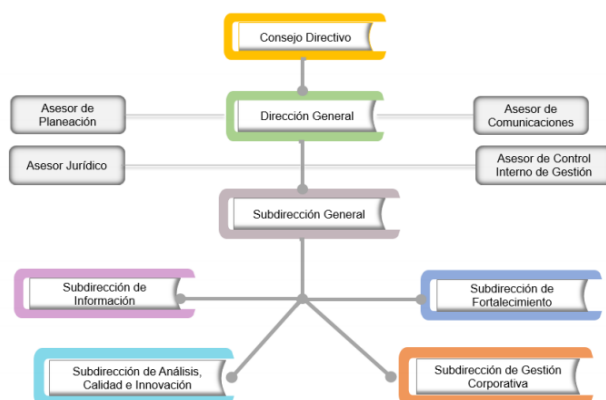 Consejo Directivo
Asesor de
Planeación
Dirección General
Asesor de
Comunicaciones
Asesor Jurídico
Asesor de Control
Interno de Gestión
Subdirección General
Subdirección de
Información
Subdirección de
Fortalecimiento
Subdirección de Análisis,
Calidad e Innovación
Subdirección de Gestión
Corporativa